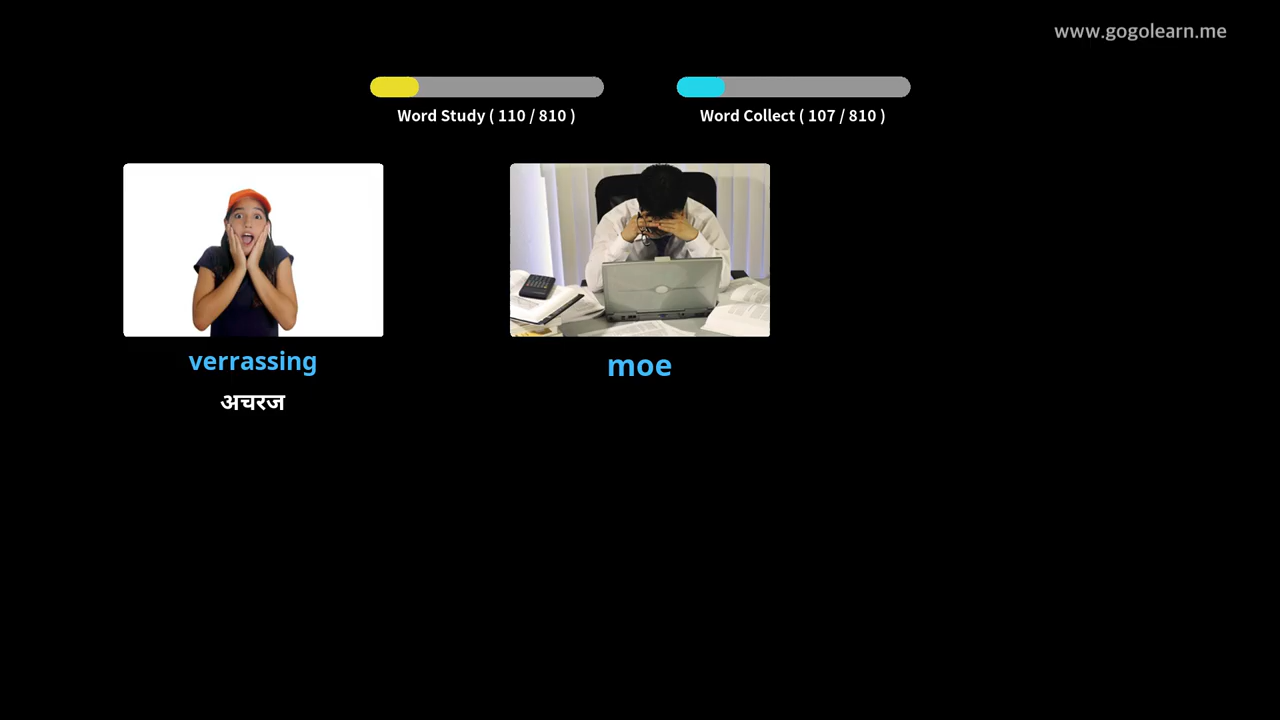 www.gogolearn.me
Word Study ( 110 / 810 )
Word Collect ( 107 / 810 )
verrassing
अचरज
moe